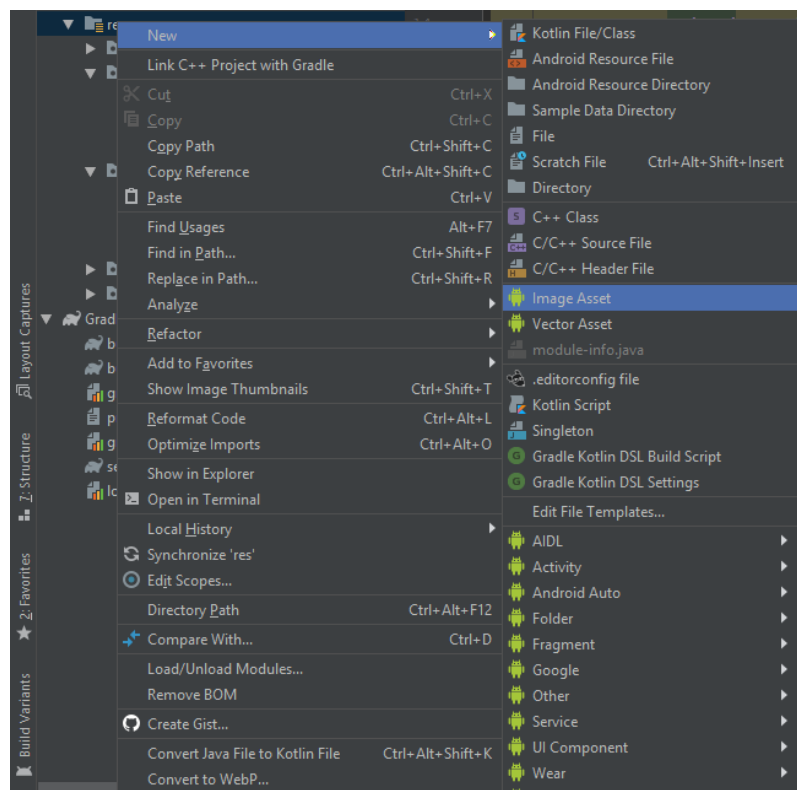 re
New
Link C++ Project with Gradle
Cut Ctrl+X
Copy Ctrl+C
Copy Path Ctrl+Shift+C
Copy Reference Ctrl+Alt+Shift+C
Paste Ctrl+V
Find Usages Alt+F7
Find in Path... Ctrl+Shift+F
Replace in Path... Ctrl+Shift+R
Analyze
Refactor
Add to Favorites
Show Image Thumbnails Ctrl+Shift+T
Reformat Code Ctrl+Alt+L
Optimize Imports Ctrl+Alt+O
Show in Explorer
Open in Terminal
Local History
Synchronize 'res'
Edit Scopes...
Directory Path Ctrl+Alt+F12
Compare With... Ctrl+D
Load/Unload Modules...
Remove BOM
Create Gist...
Convert Java File to Kotlin File Ctrl+Alt+Shift+K
Convert to WebP...
Kotlin File/Class
Android Resource File
Android Resource Directory
Sample Data Directory
File
Scratch File Ctrl+Alt+Shift+Insert
Directory
S C++ Class
C++ C/C++ Source File
H C/C++ Header File
Image Asset
Vector Asset
module-info.java
.editorconfig file
Kotlin Script
Singleton
G Gradle Kotlin DSL Build Script
G Gradle Kotlin DSL Settings
Edit File Templates...
AIDL
Activity
Android Auto
Folder
Fragment
Google
Other
Service
UI Component
Wear
Layout Captures
7: Structure
2: Favorites
Build Variants
Grad
b
b
g
p
g
se
lo